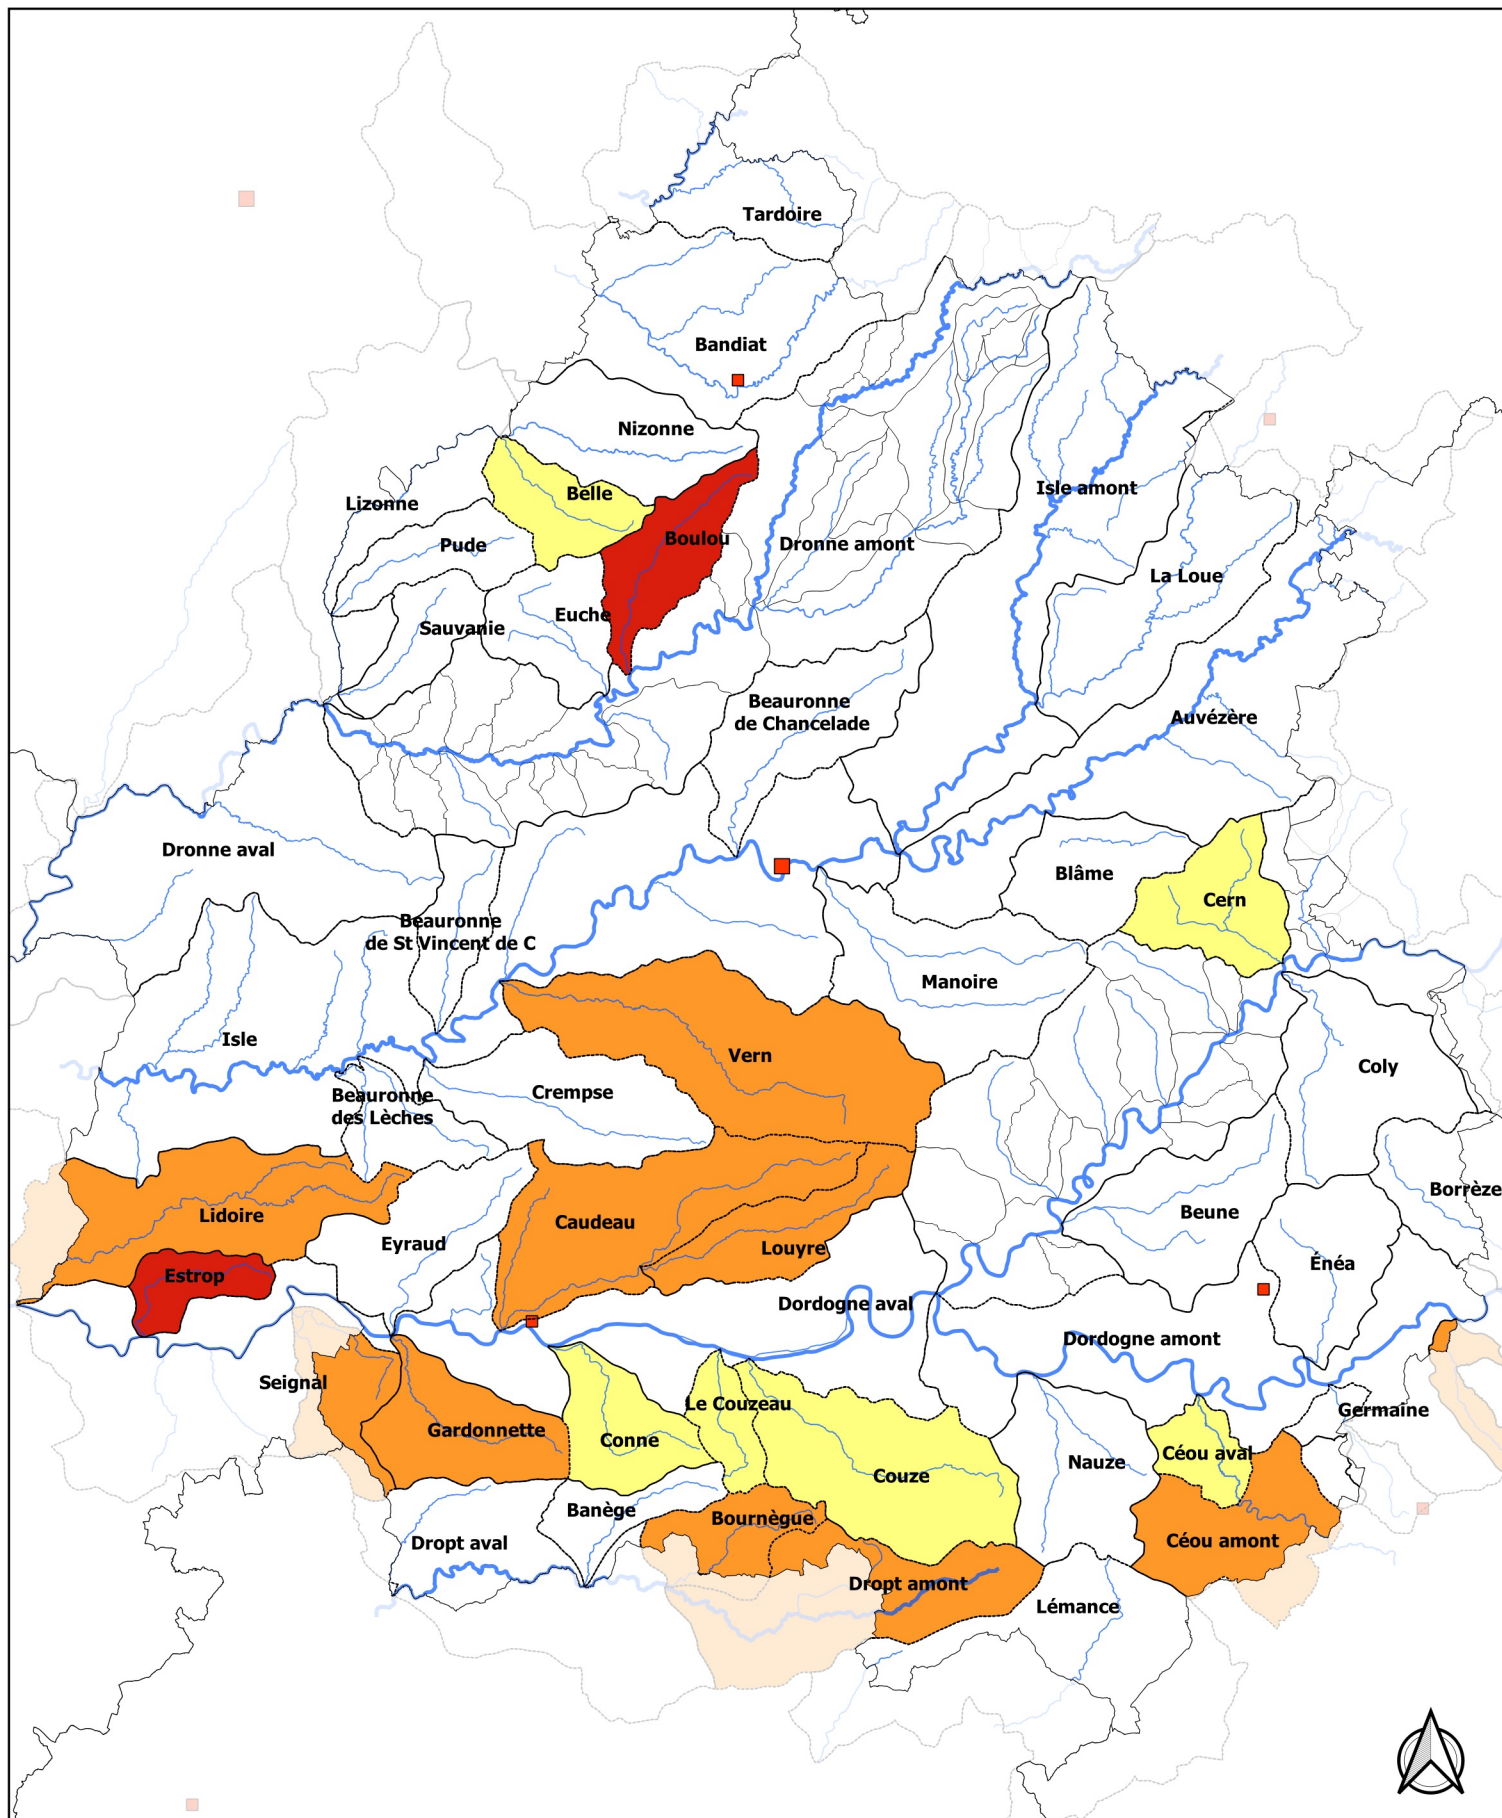 Tardoire
Bandiat
Nizonne
Belle
Lizonne
Isle amont
Boulou
Pude
Dronne amont
La Loue
Euche
Sauvanie
Beauronne
de Chancelade
Auvézère
Dronne aval
Blâme
Cern
Beauronne
de St Vincent de C
Manoire
Isle
Vern
Coly
Crempse
Beauronne
des Lèches
Borrèze
Lidoire
Beune
Caudeau
Eyraud
Louyre
Énéa
Estrop
Dordogne aval
Dordogne amont
Seignal
Le Couzeau
Germaine
Gardonnette
Conne
Céou aval
Nauze
Couze
Banège
Bournègue
Dropt aval
Céou amont
Dropt amont
Lémance